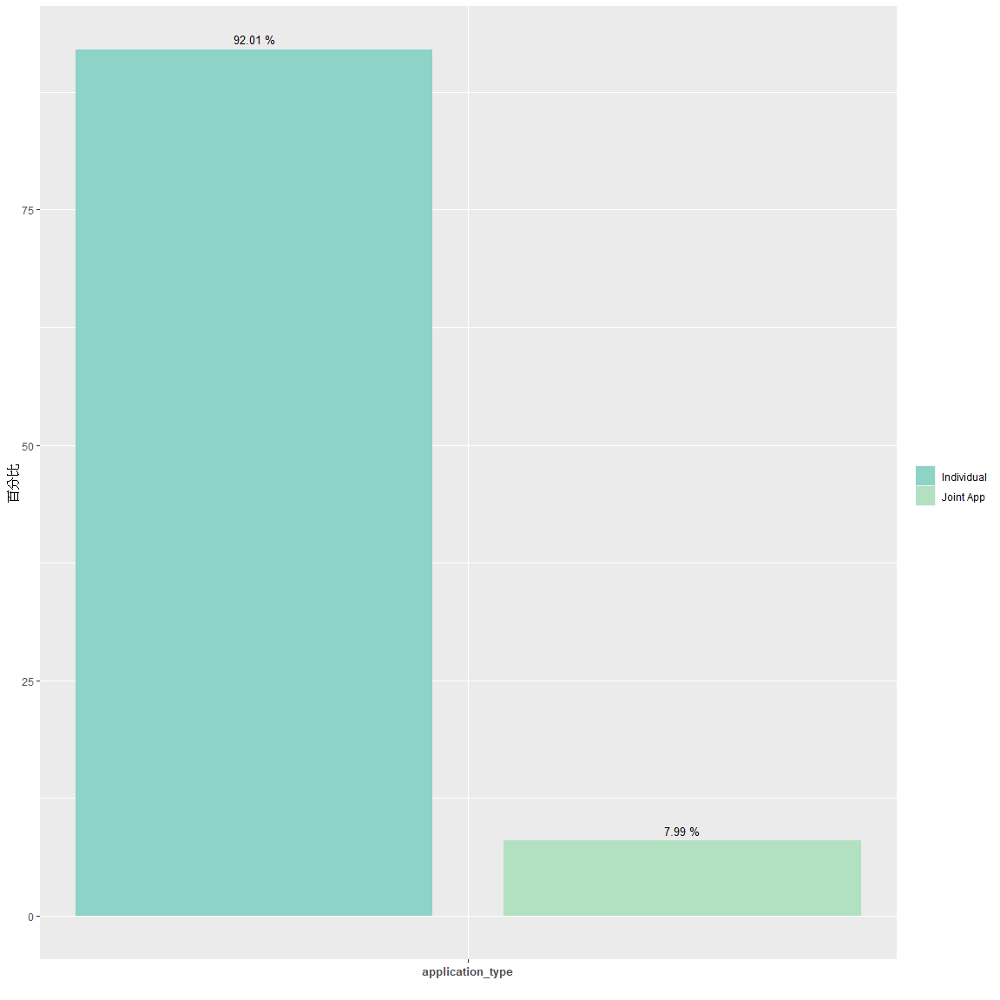 92.01 %
75
50
25
0
百分比
7.99 %
application_type
Individual
Joint App